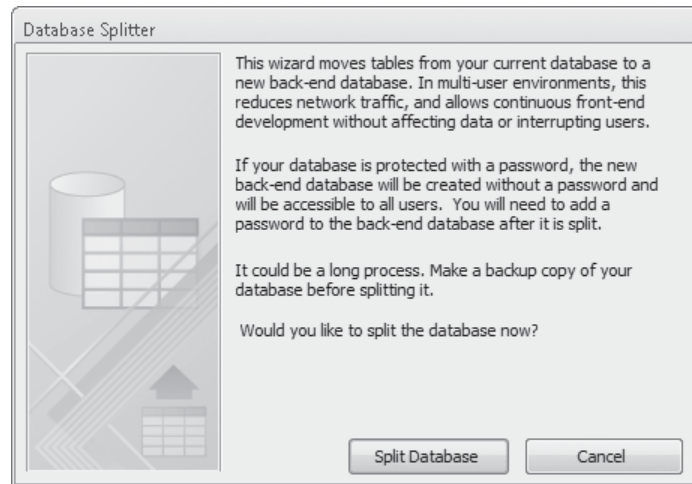 Database Splitter
This wizard moves tables from your current database to a
new back-end database. In multi-user environments, this
reduces network traffic, and allows continuous front-end
development without affecting data or interrupting users.
If your database is protected with a password, the new
back-end database will be created without a password and
will be accessible to all users.  You will need to add a
password to the back-end database after it is split.
It could be a long process. Make a backup copy of your
database before splitting it.
Would you like to split the database now?
Split Database
Cancel